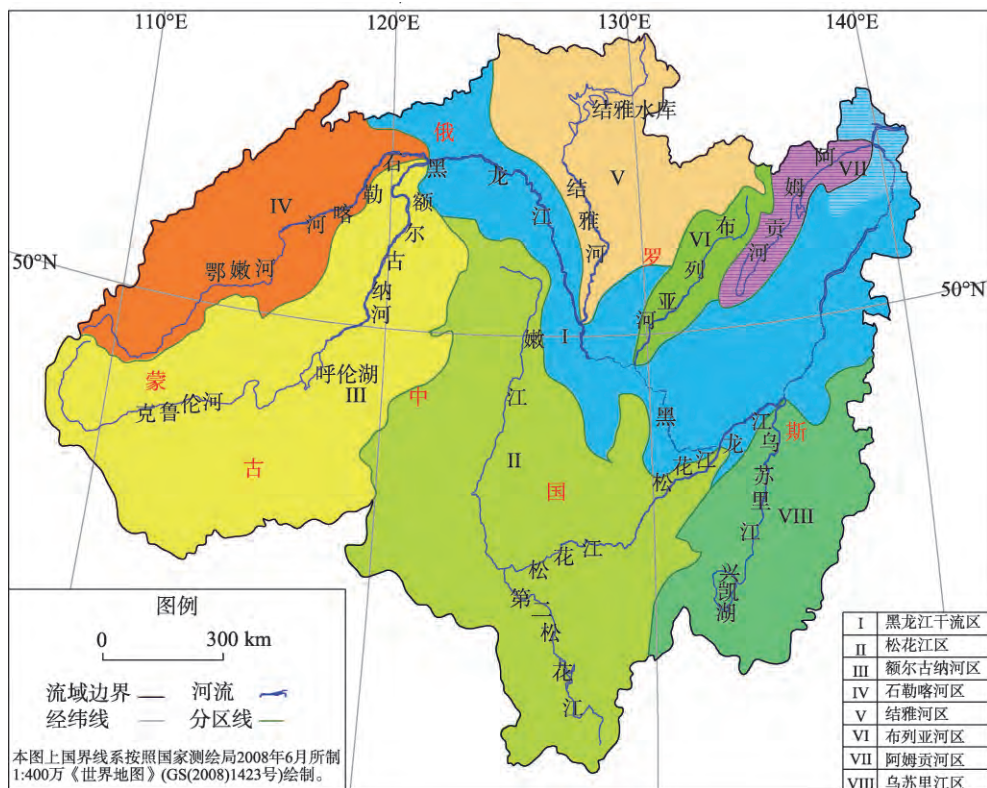 110°E
120°E
130°E
140°E
50°N
50°N
俄
罗
斯
蒙
古
中
国
结雅水库
结雅河
V
IV
石勒喀河
鄂嫩河
黑龙江
额尔古纳河
布列亚河
VI
阿姆贡河
VII
I
嫩江
II
呼伦湖
III
克鲁伦河
黑龙江
松花江
乌苏里江
VIII
兴凯湖
松花江
第二松花江
图例
0 300 km
流域边界
河流
经纬线
分区线
本图上国界线系按照国家测绘局2008年6月所制
1:400万《世界地图》(GS(2008)1423号)绘制。
I 黑龙江干流区
II 松花江区
III 额尔古纳河区
IV 石勒喀河区
V 结雅河区
VI 布列亚河区
VII 阿姆贡河区
VIII 乌苏里江区